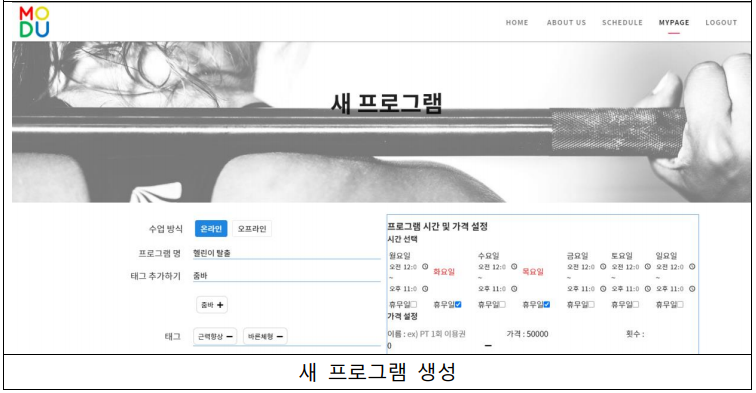 MO
DU
HOME ABOUT US SCHEDULE MYPAGE LOGOUT
새 프로그램
수업 방식 온라인 오프라인
프로그램 명 헬린이 탈출
태그 추가하기 줌바
줌바 +
태그 근력향상 − 바른체형 −
프로그램 시간 및 가격 설정
시간 선택
월요일 화요일 수요일 목요일 금요일 토요일 일요일
오전 12:0 오전 12:0 오전 12:0 오전 12:0 오전 12:0
~ ~ ~ ~ ~
오후 11:0 오후 11:0 오후 11:0 오후 11:0 오후 11:0
휴무일 휴무일 휴무일 휴무일 휴무일 휴무일 휴무일
가격 설정
이름 : ex) PT 1회 이용권 가격 : 50000 횟수 :
0 −
새 프로그램 생성